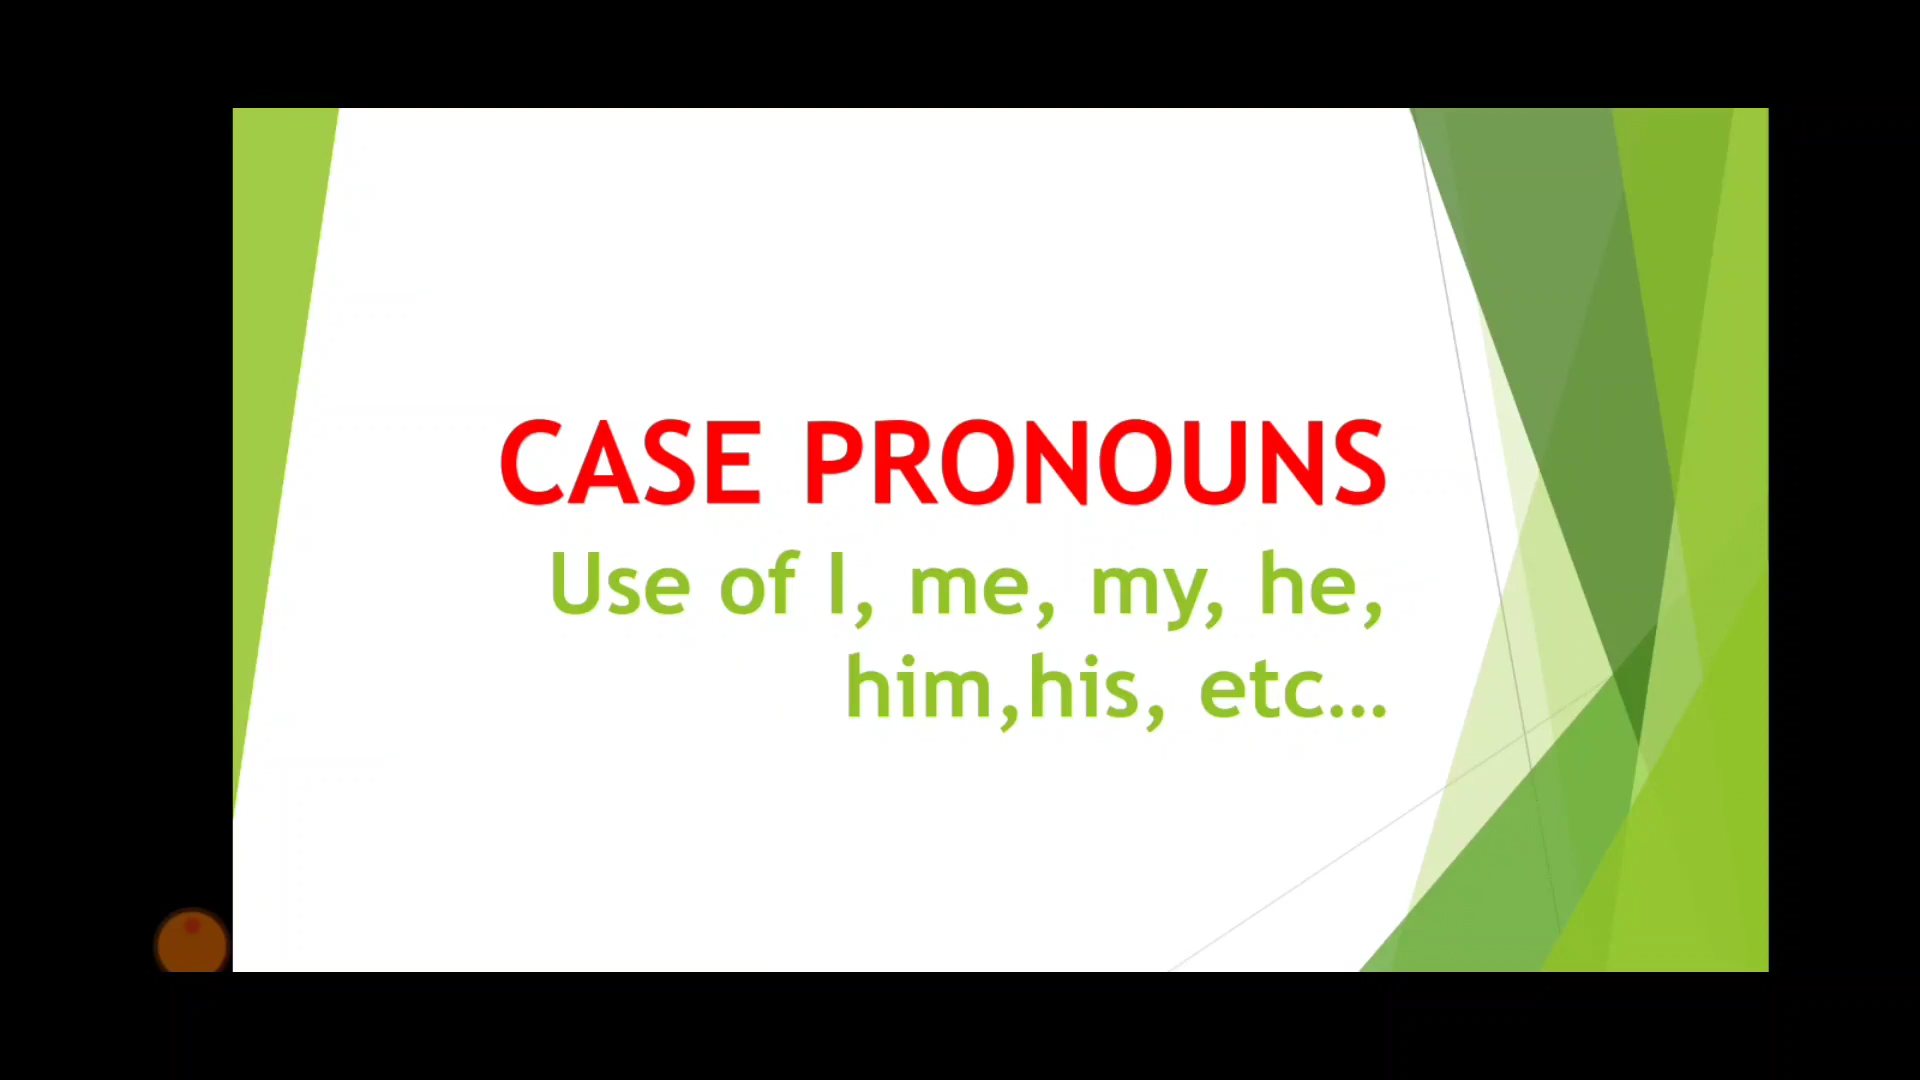 CASE PRONOUNS
Use of I, me, my, he,
him,his, etc...